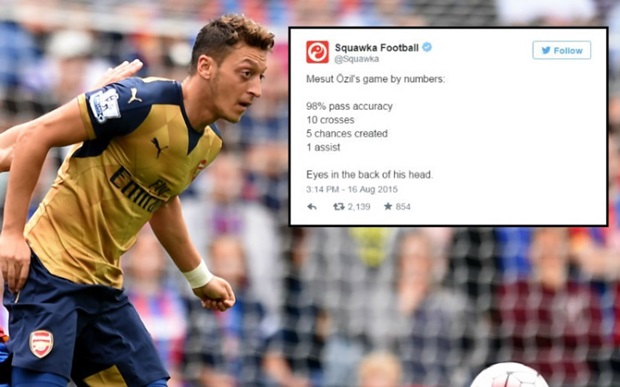 Squawka Football
@Squawka
Follow
Mesut Özil's game by numbers:
98% pass accuracy
10 crosses
5 chances created
1 assist
Eyes in the back of his head.
3:14 PM - 16 Aug 2015
2,139 854
Emirates
Arsenal